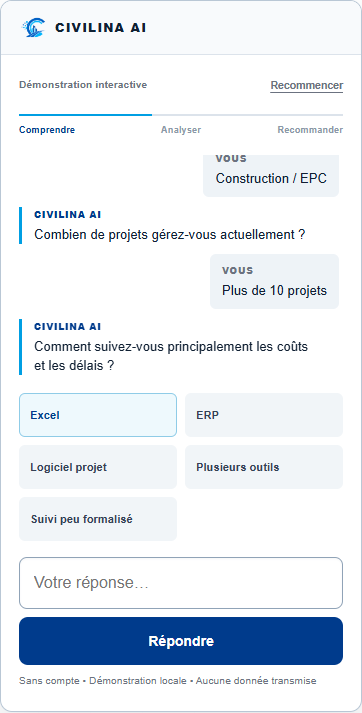 CIVILINA AI
Démonstration interactive
Recommencer
Comprendre
Analyser
Recommander
VOUS
Construction / EPC
CIVILINA AI
Combien de projets gérez-vous actuellement ?
VOUS
Plus de 10 projets
CIVILINA AI
Comment suivez-vous principalement les coûts
et les délais ?
Excel
ERP
Logiciel projet
Plusieurs outils
Suivi peu formalisé
Votre réponse...
Répondre
Sans compte • Démonstration locale • Aucune donnée transmise